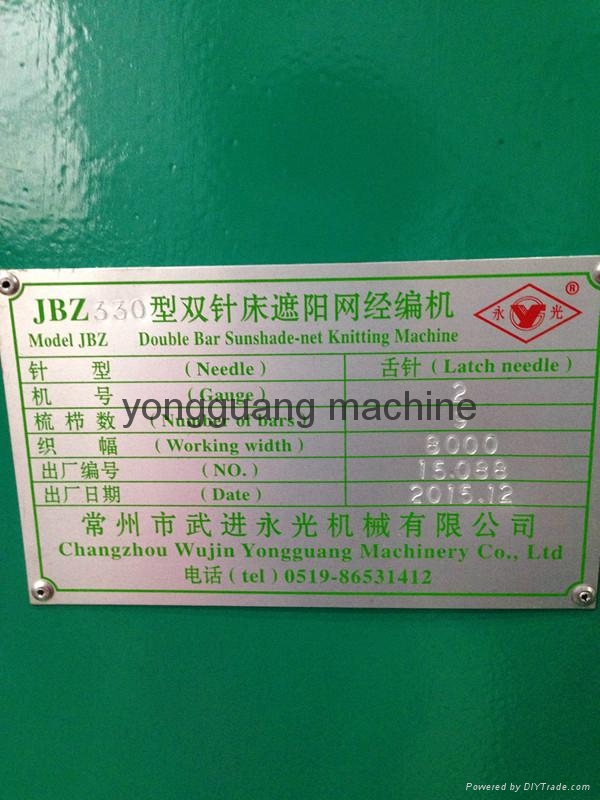 JBZ330型双针床遮阳网经编机
永 Y 光 ®
Model JBZ Double Bar Sunshade-net Knitting Machine
针 型 (Needle) 舌针 (Latch needle)
机 号 (Gauge) 2
yongguang machine
梳栉数 (Number of bars)
织 幅 (Working width) 8000
出厂编号 (NO.) 15.088
出厂日期 (Date) 2015.12
常州市武进永光机械有限公司
Changzhou Wujin Yongguang Machinery Co., Ltd
电话 (tel) 0519-86531412
Powered by DIYTrade.com